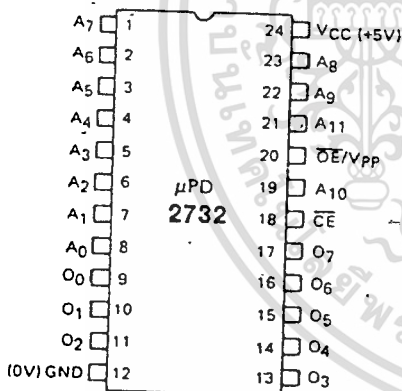 A7 1 24 VCC (+5V)
A6 2 23 A8
A5 3 22 A9
A4 4 21 A11
A3 5 20 O̅E̅/VPP
A2 6 19 A10
A1 7 18 C̅E̅
A0 8 17 O7
O0 9 16 O6
O1 10 15 O5
O2 11 14 O4
(0V) GND 12 13 O3
μPD
2732